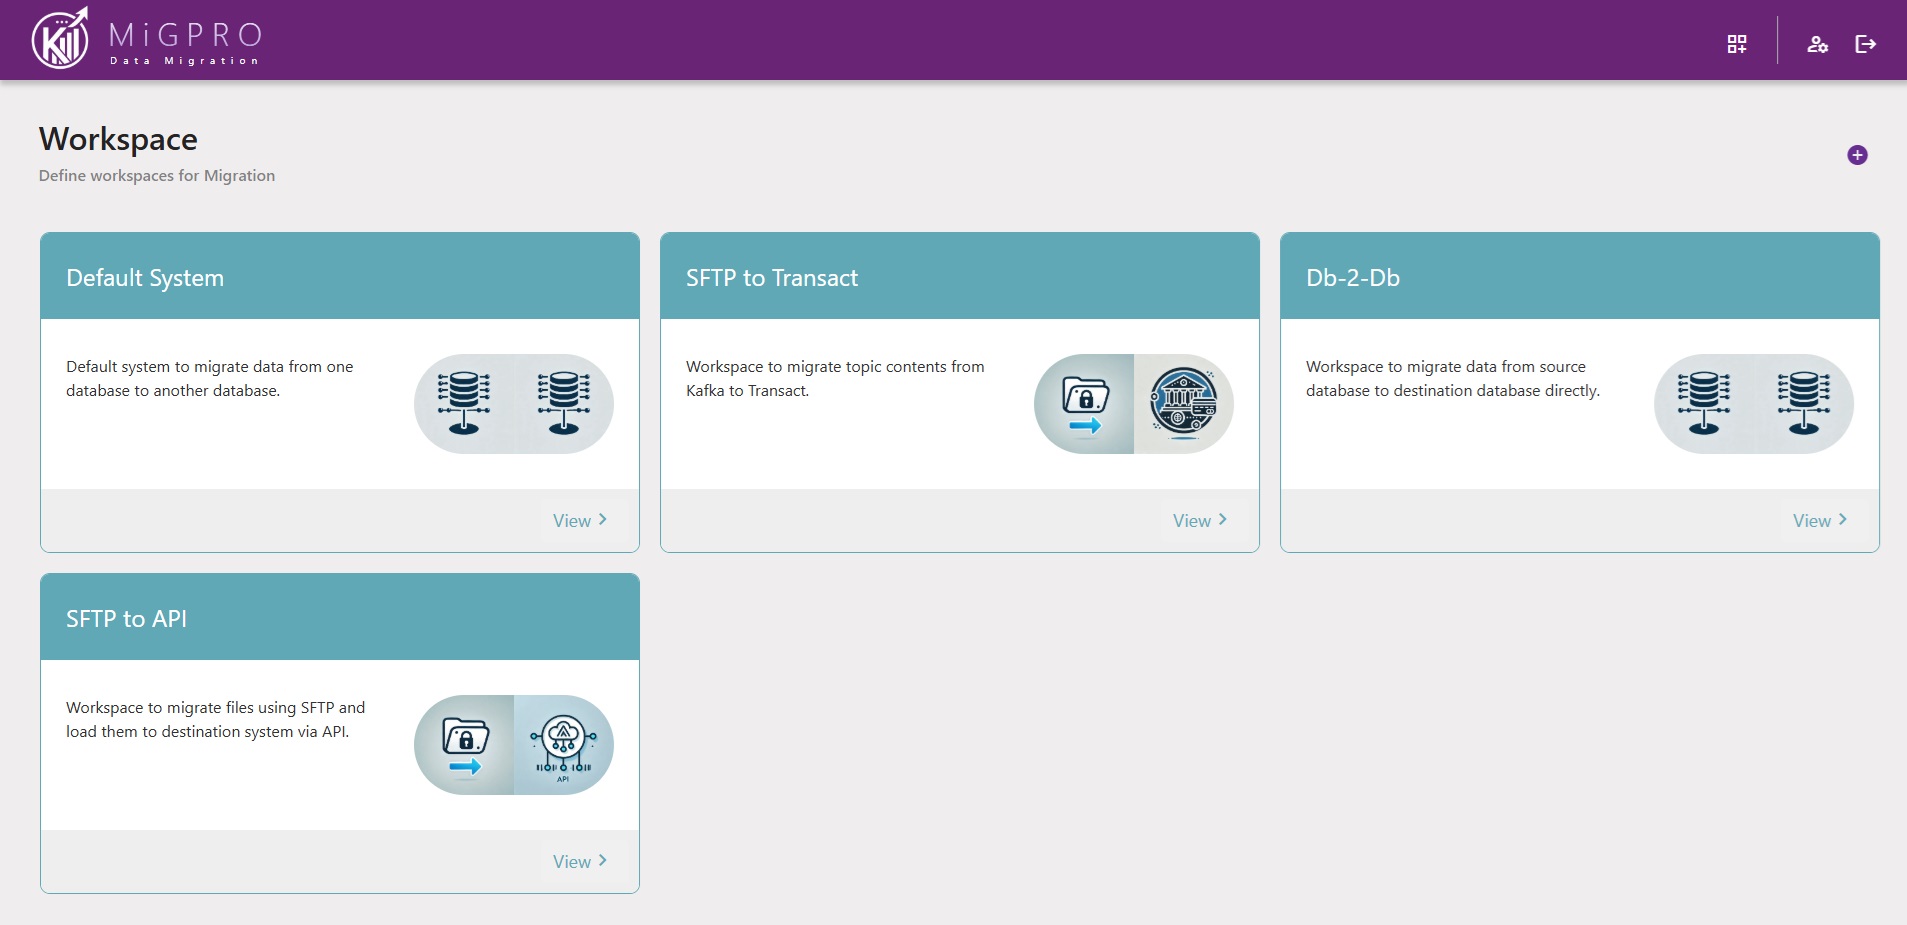 MiGPRO
Data Migration
Workspace
Define workspaces for Migration
Default System
Default system to migrate data from one
database to another database.
View
SFTP to Transact
Workspace to migrate topic contents from
Kafka to Transact.
View
Db-2-Db
Workspace to migrate data from source
database to destination database directly.
View
SFTP to API
Workspace to migrate files using SFTP and
load them to destination system via API.
API
View